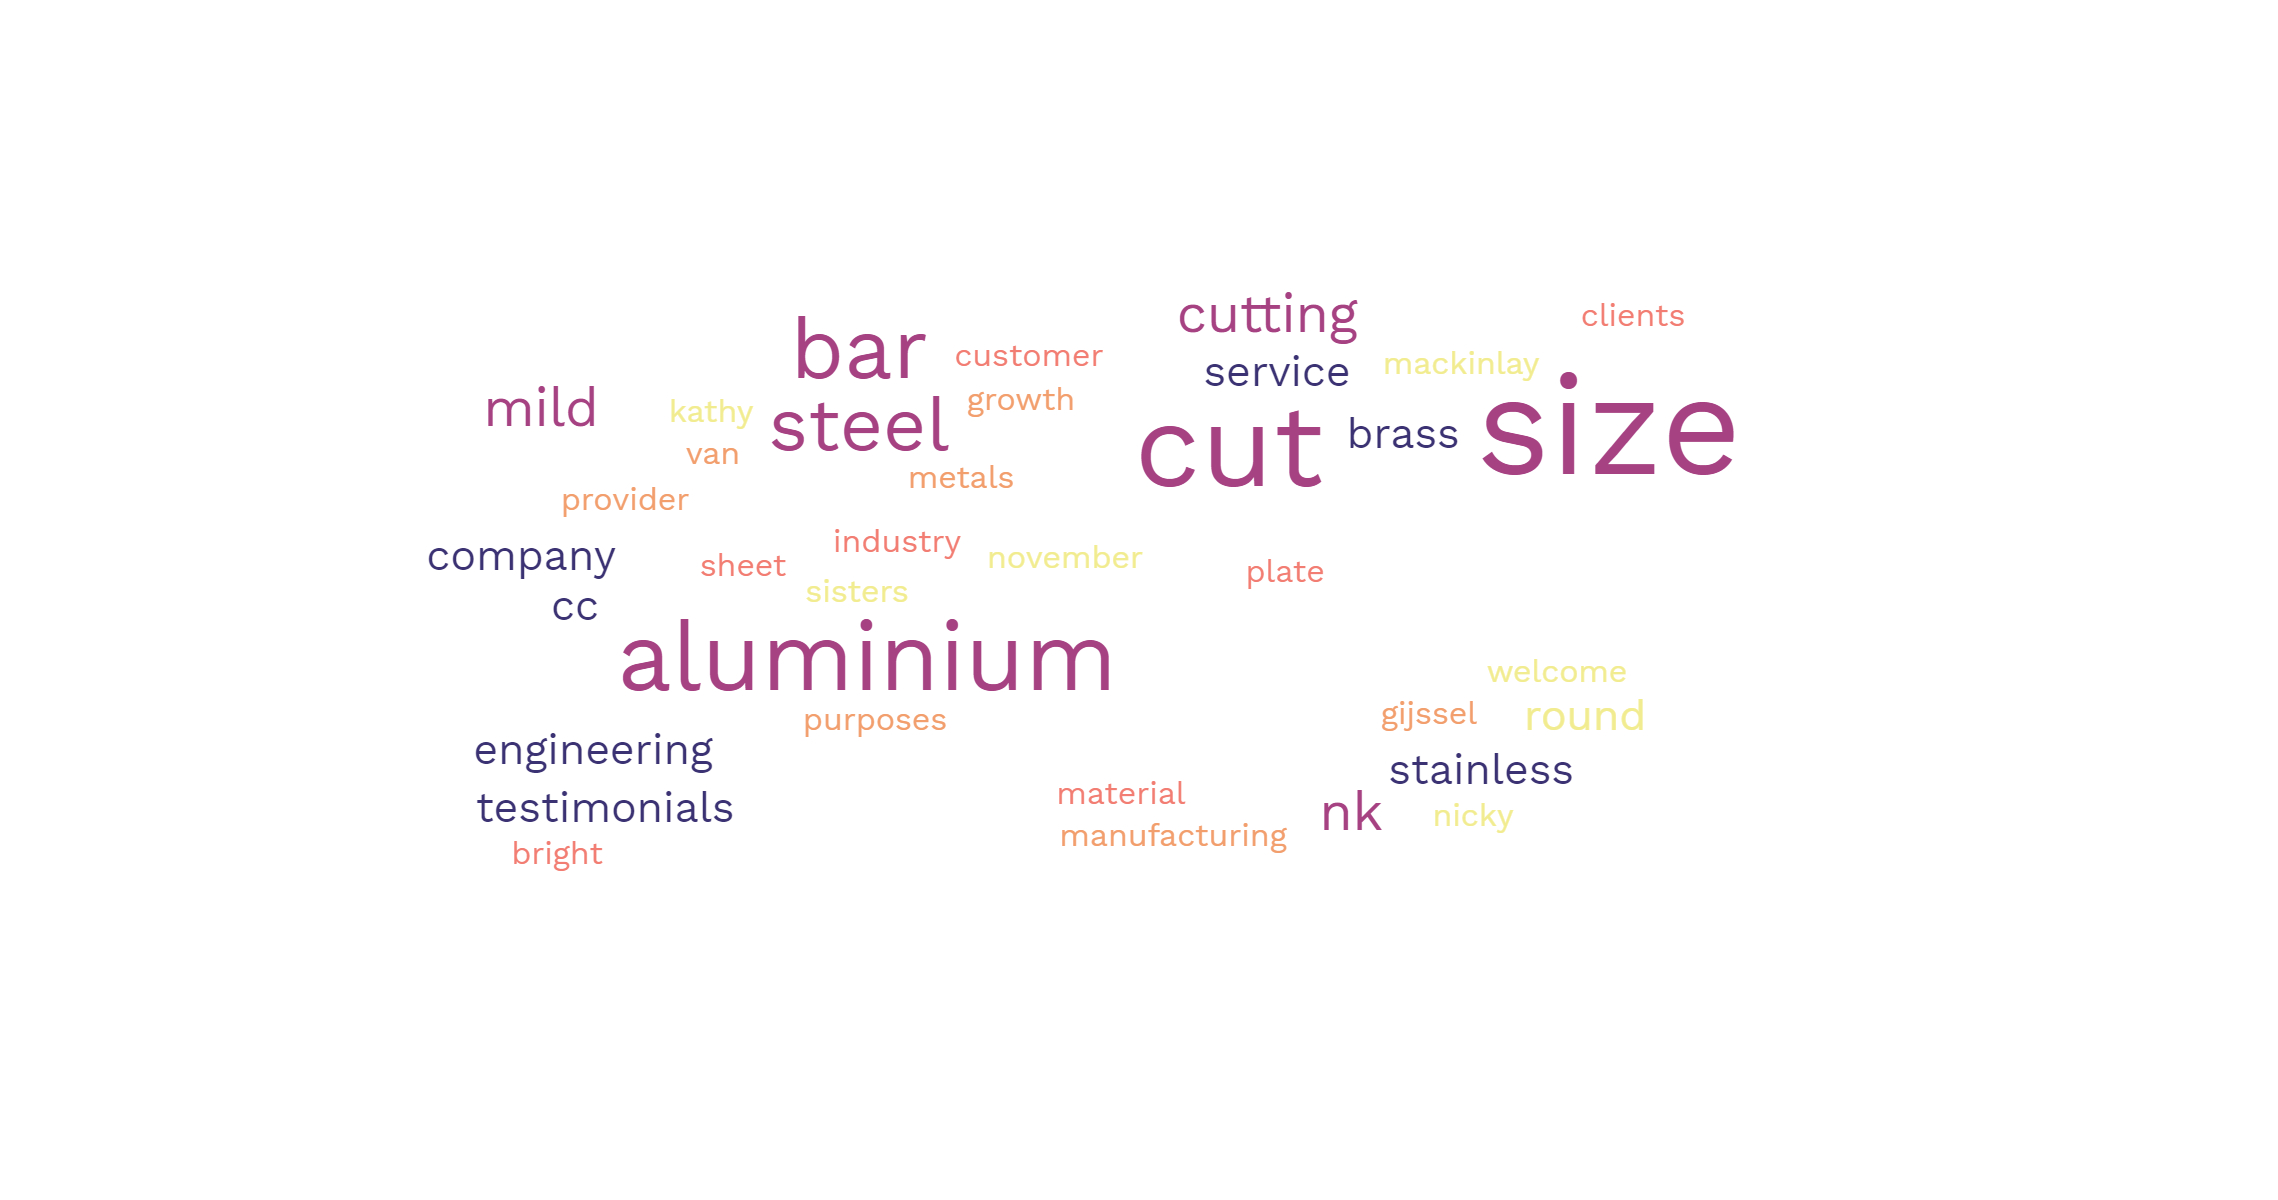 cutting
clients
bar
customer
service
mackinlay
mild
kathy
steel
growth
cut
brass
size
van
metals
provider
company
sheet
industry
november
plate
cc
sisters
aluminium
welcome
purposes
gijssel
round
engineering
stainless
testimonials
material
nk
nicky
bright
manufacturing